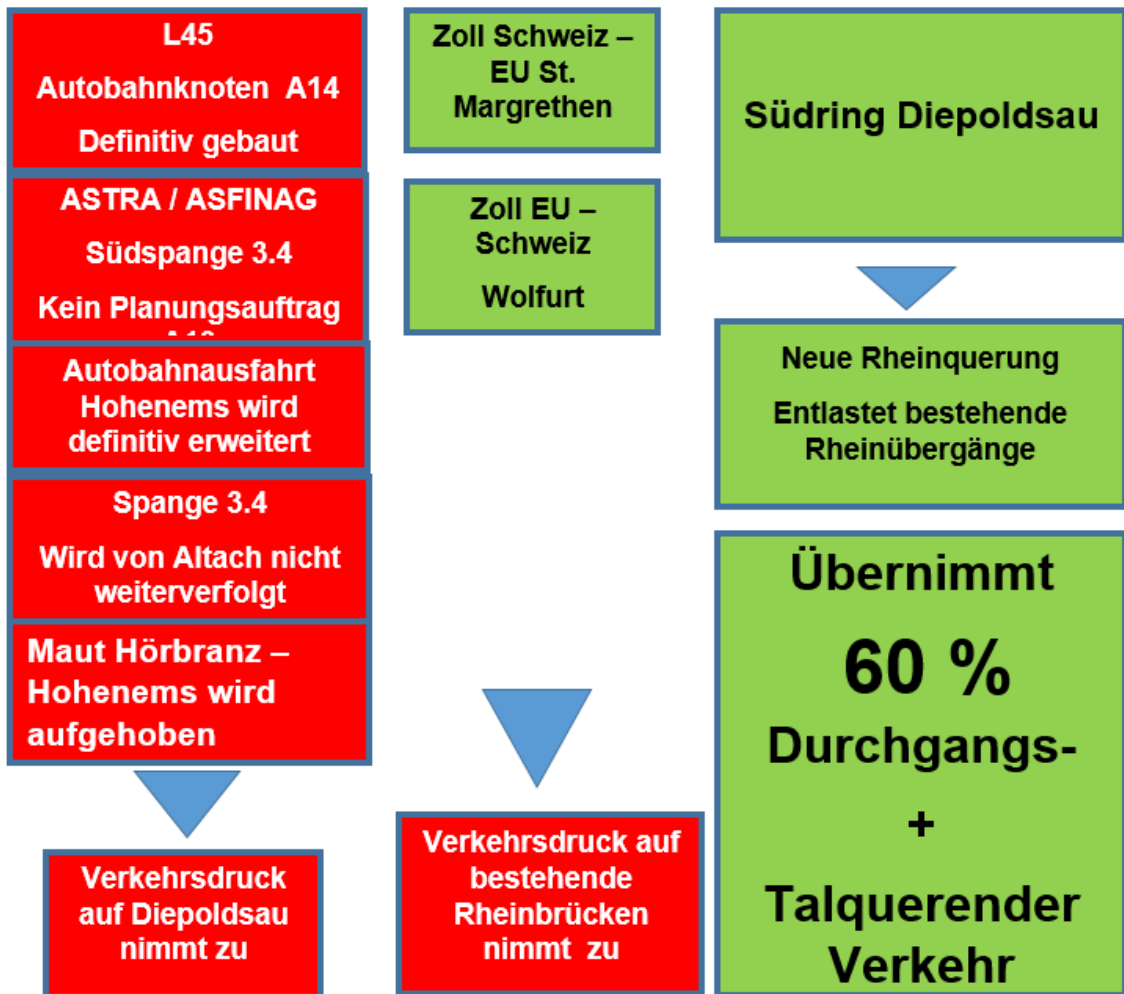 L45
Autobahnknoten A14
Definitiv gebaut
ASTRA / ASFINAG
Südspange 3.4
Kein Planungsauftrag
Autobahnausfahrt
Hohenems wird
definitiv erweitert
Spange 3.4
Wird von Altach nicht
weiterverfolgt
Maut Hörbranz –
Hohenems wird
aufgehoben
Verkehrsdruck
auf Diepoldsau
nimmt zu
Zoll Schweiz –
EU St.
Margrethen
Zoll EU –
Schweiz
Wolfurt
Verkehrsdruck auf
bestehende
Rheinbrücken
nimmt zu
Südring Diepoldsau
Neue Rheinquerung
Entlastet bestehende
Rheinübergänge
Übernimmt
60 %
Durchgangs-
+
Talquerender
Verkehr